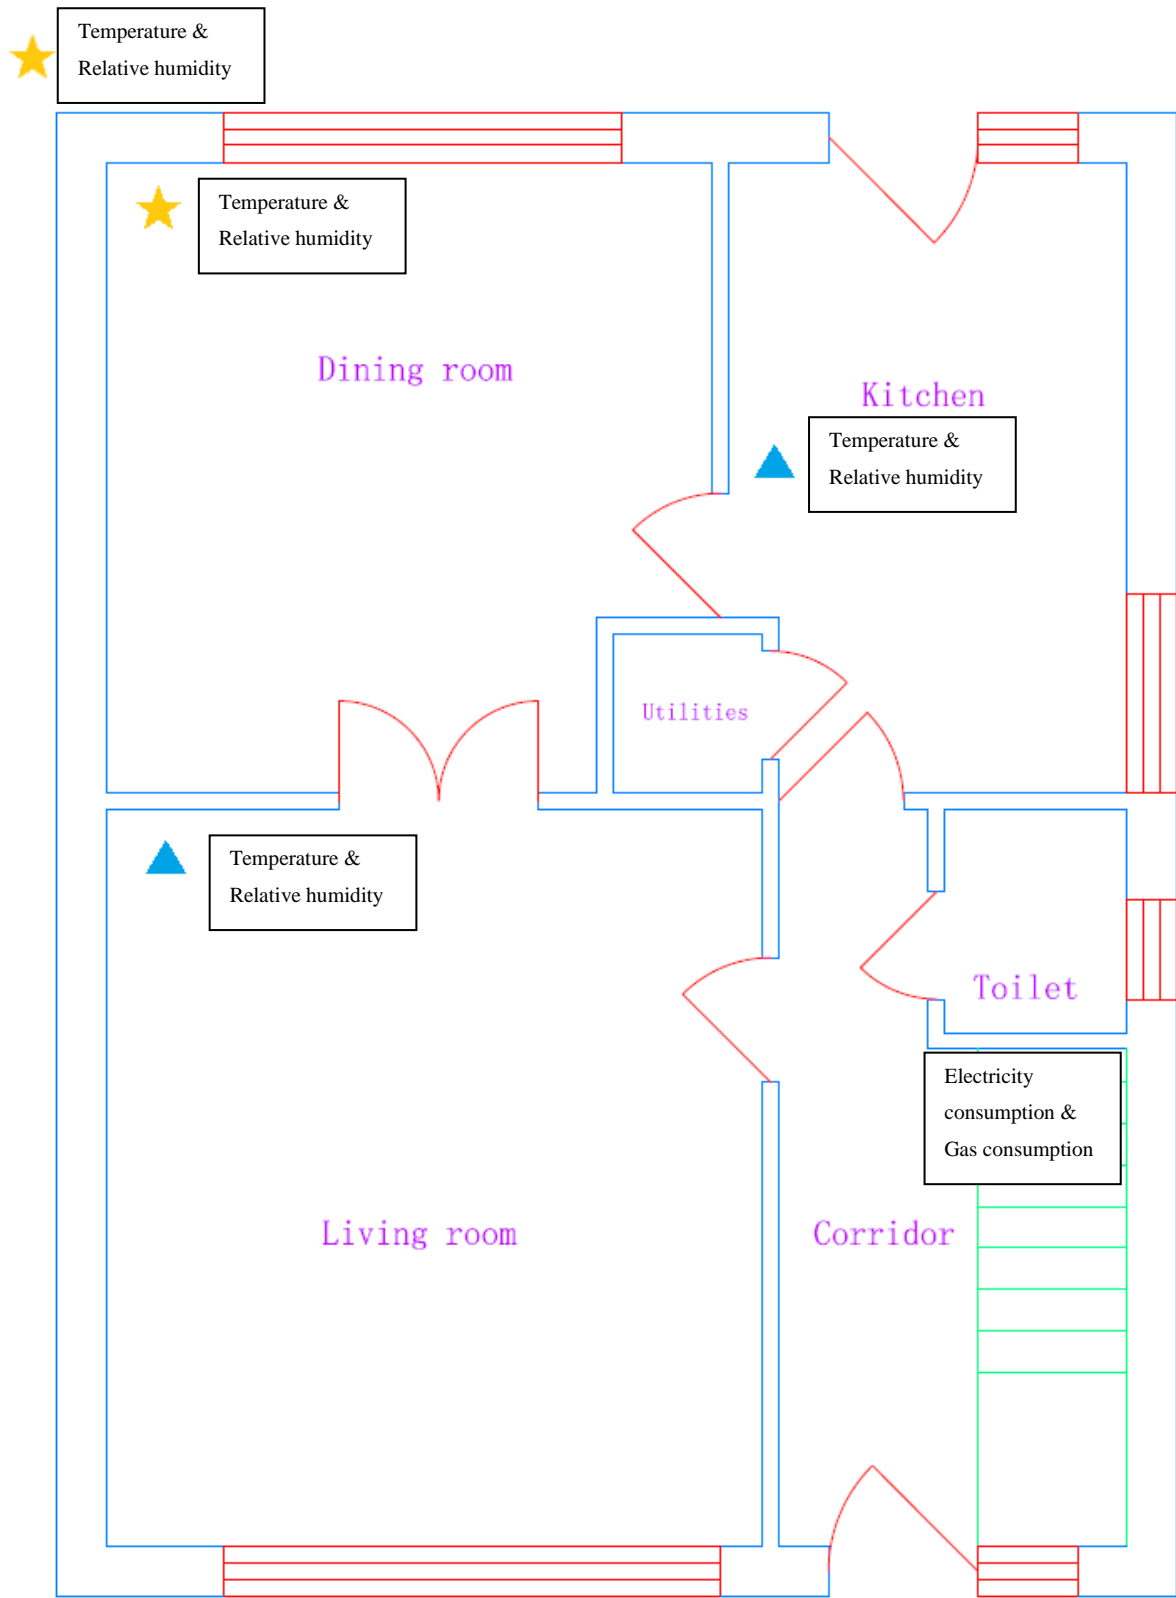 Temperature &
Relative humidity
Temperature &
Relative humidity
Dining room
Kitchen
Temperature &
Relative humidity
Utilities
Temperature &
Relative humidity
Toilet
Electricity
consumption &
Gas consumption
Living room
Corridor